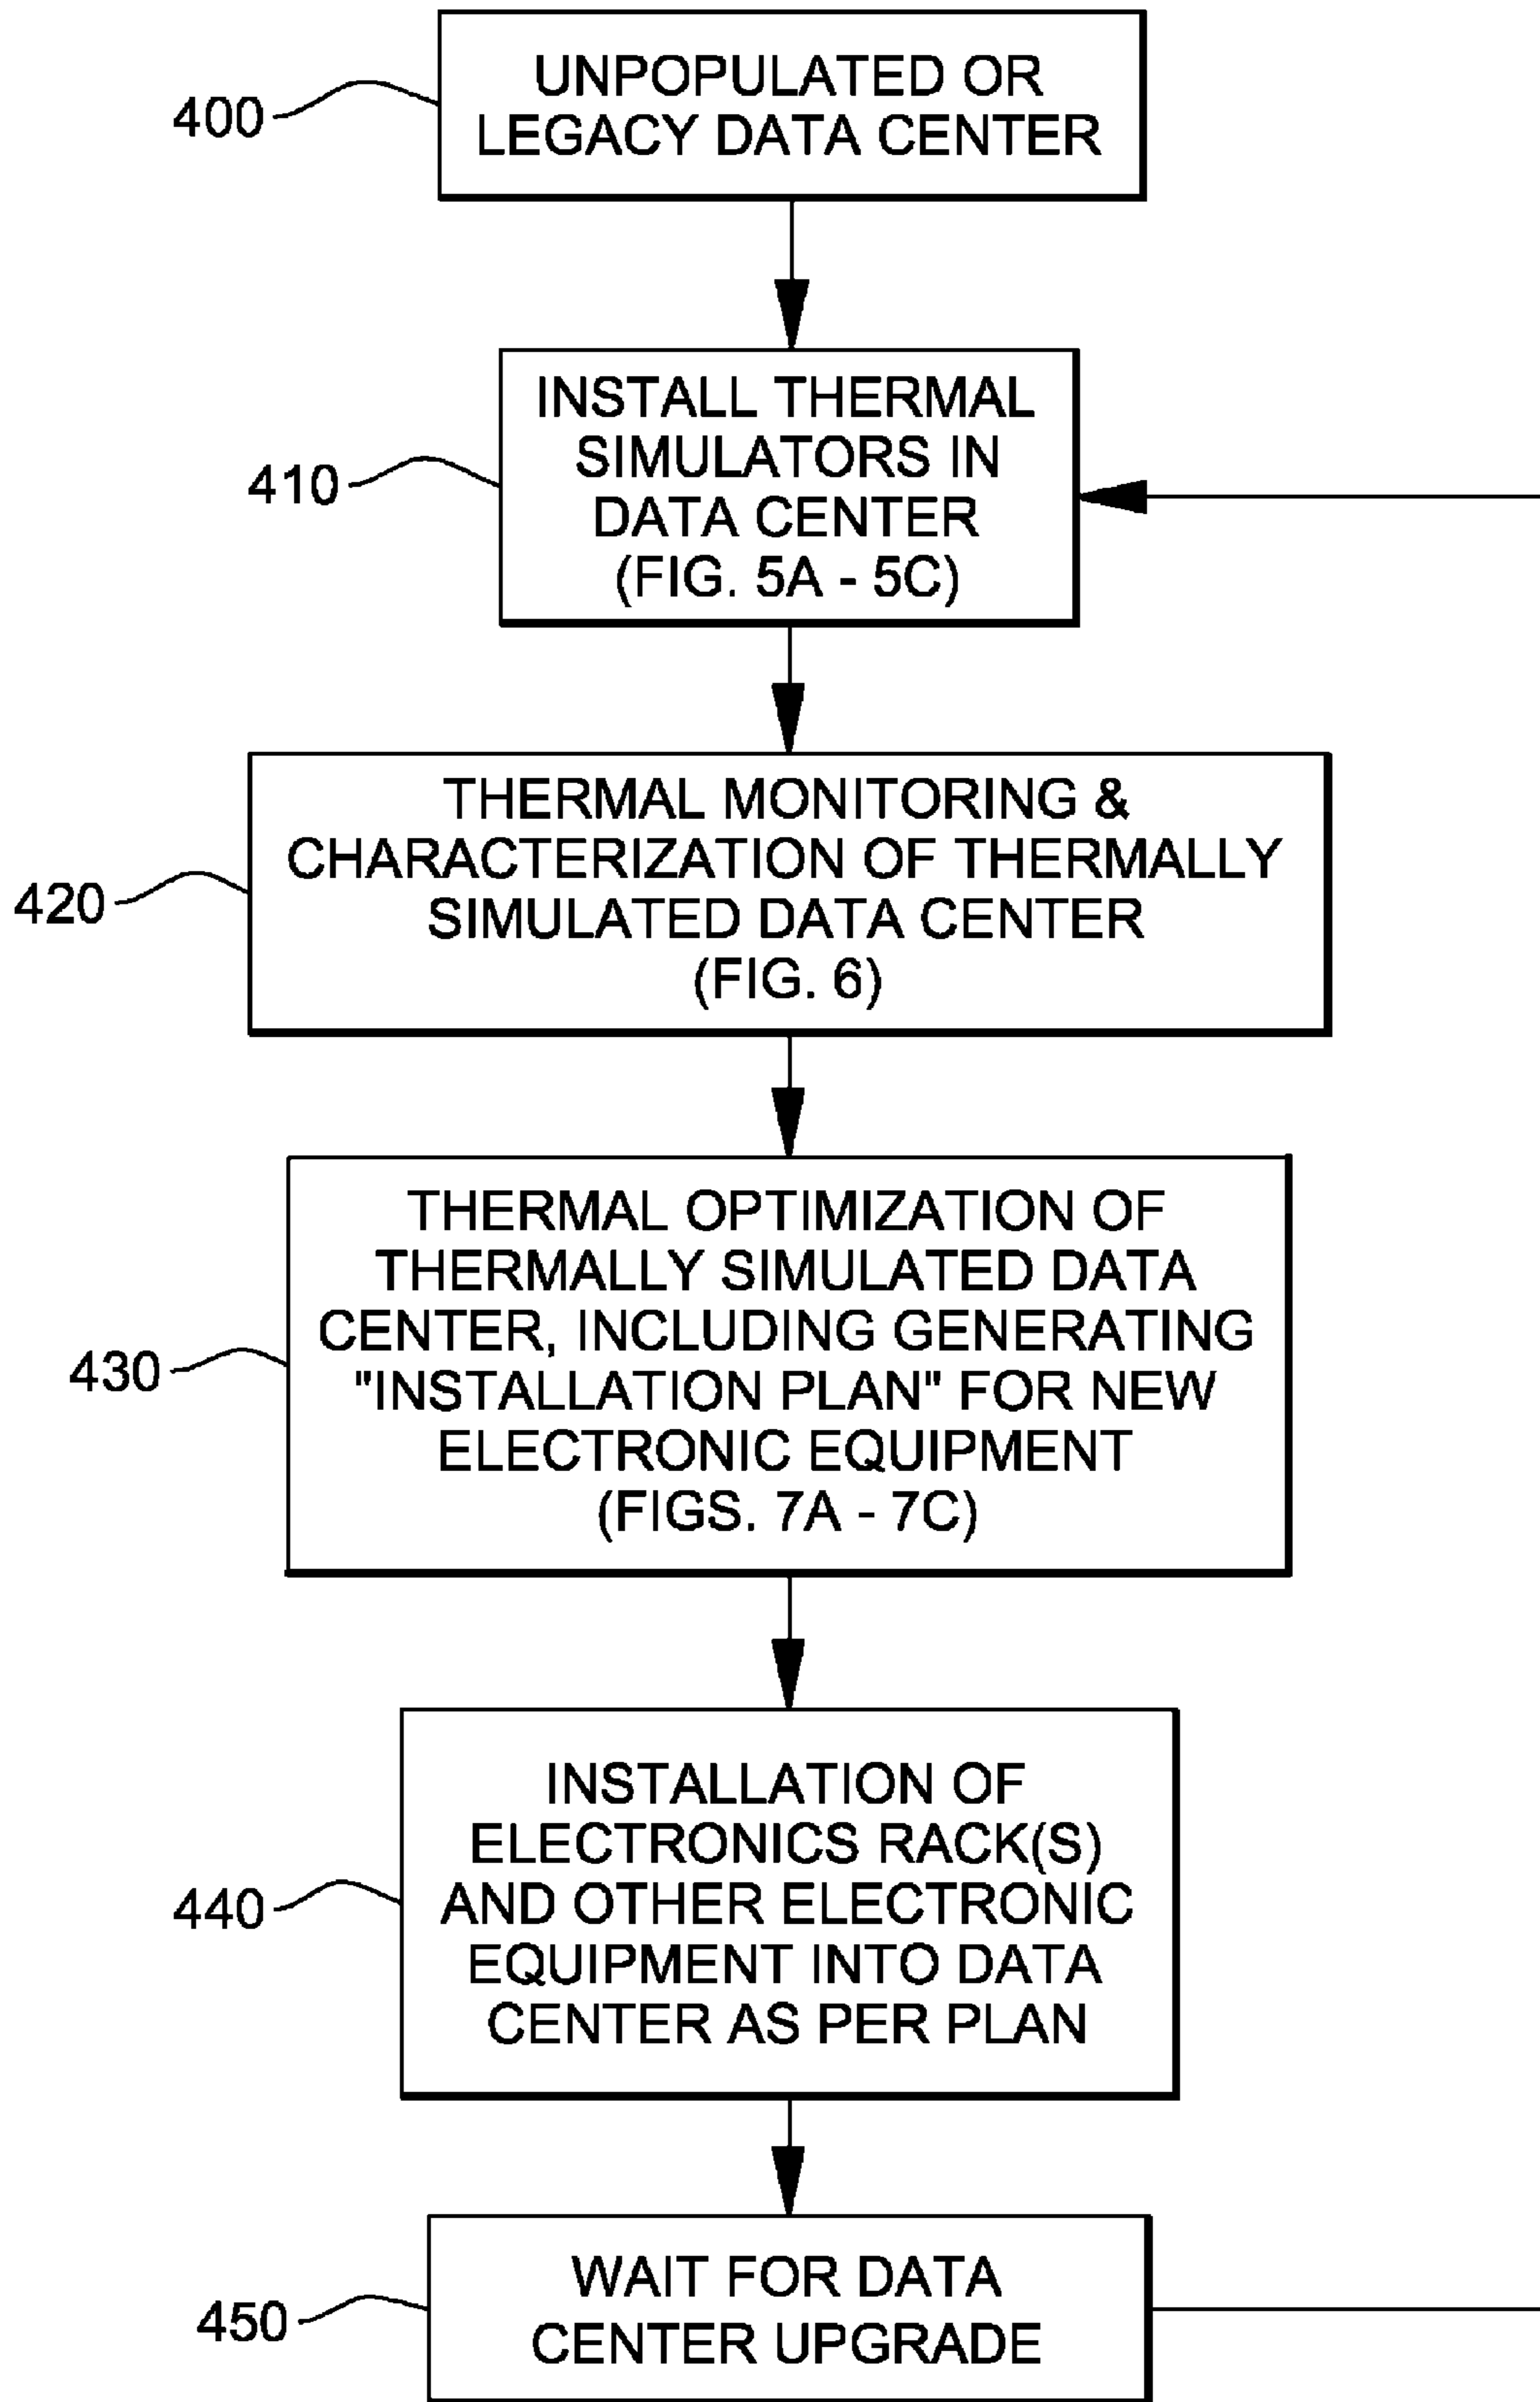 UNPOPULATED OR
LEGACY DATA CENTER
400
INSTALL THERMAL
SIMULATORS IN
DATA CENTER
(FIG. 5A - 5C)
410
THERMAL MONITORING &
CHARACTERIZATION OF THERMALLY
SIMULATED DATA CENTER
(FIG. 6)
420
THERMAL OPTIMIZATION OF
THERMALLY SIMULATED DATA
CENTER, INCLUDING GENERATING
"INSTALLATION PLAN" FOR NEW
ELECTRONIC EQUIPMENT
(FIGS. 7A - 7C)
430
INSTALLATION OF
ELECTRONICS RACK(S)
AND OTHER ELECTRONIC
EQUIPMENT INTO DATA
CENTER AS PER PLAN
440
WAIT FOR DATA
CENTER UPGRADE
450